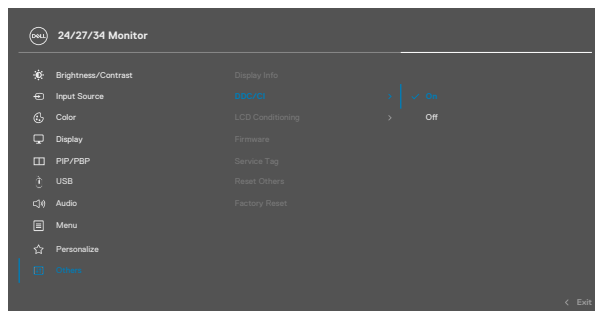 DELL
24/27/34 Monitor
Brightness/Contrast
Display Info
Input Source
DDC/CI
On
Color
LCD Conditioning
Off
Display
Firmware
PIP/PBP
Service Tag
USB
Reset Others
Audio
Factory Reset
Menu
Personalize
Others
Exit